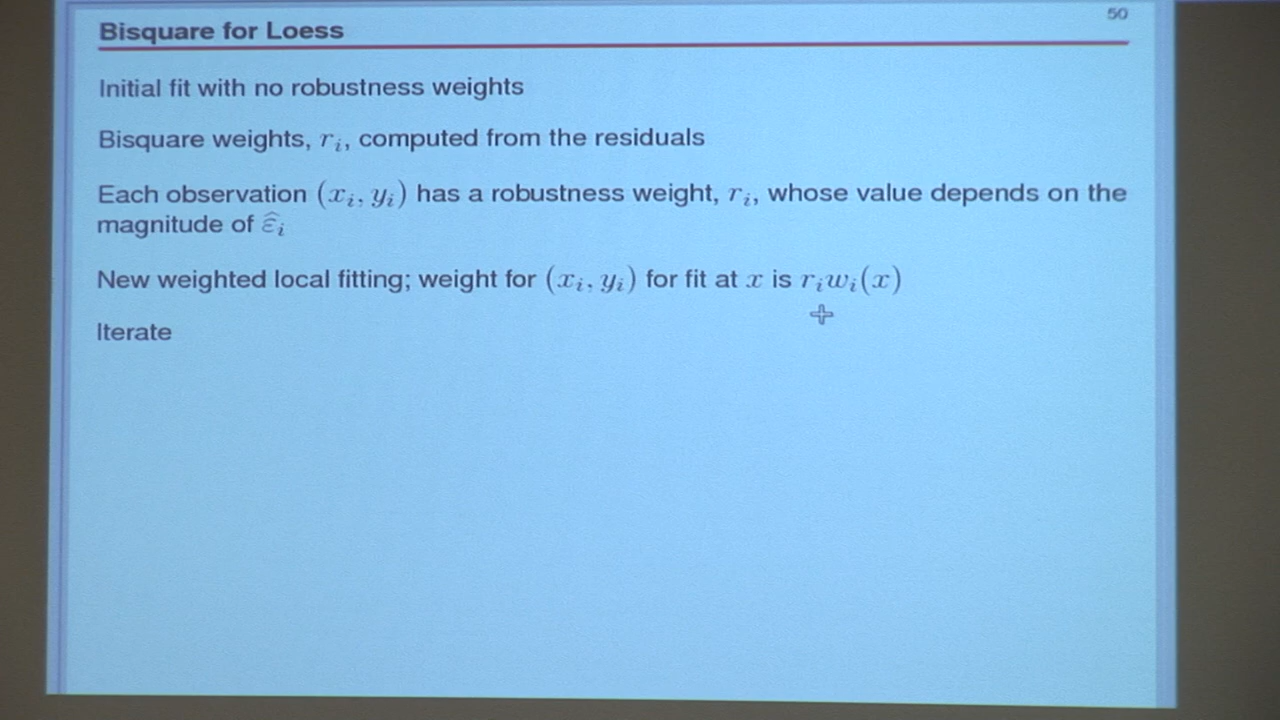 50
Bisquare for Loess
Initial fit with no robustness weights
Bisquare weights, $r_i$, computed from the residuals
Each observation $(x_i, y_i)$ has a robustness weight, $r_i$, whose value depends on the
magnitude of $\widehat{\varepsilon}_i$
New weighted local fitting; weight for $(x_i, y_i)$ for fit at $x$ is $r_i w_i(x)$
Iterate